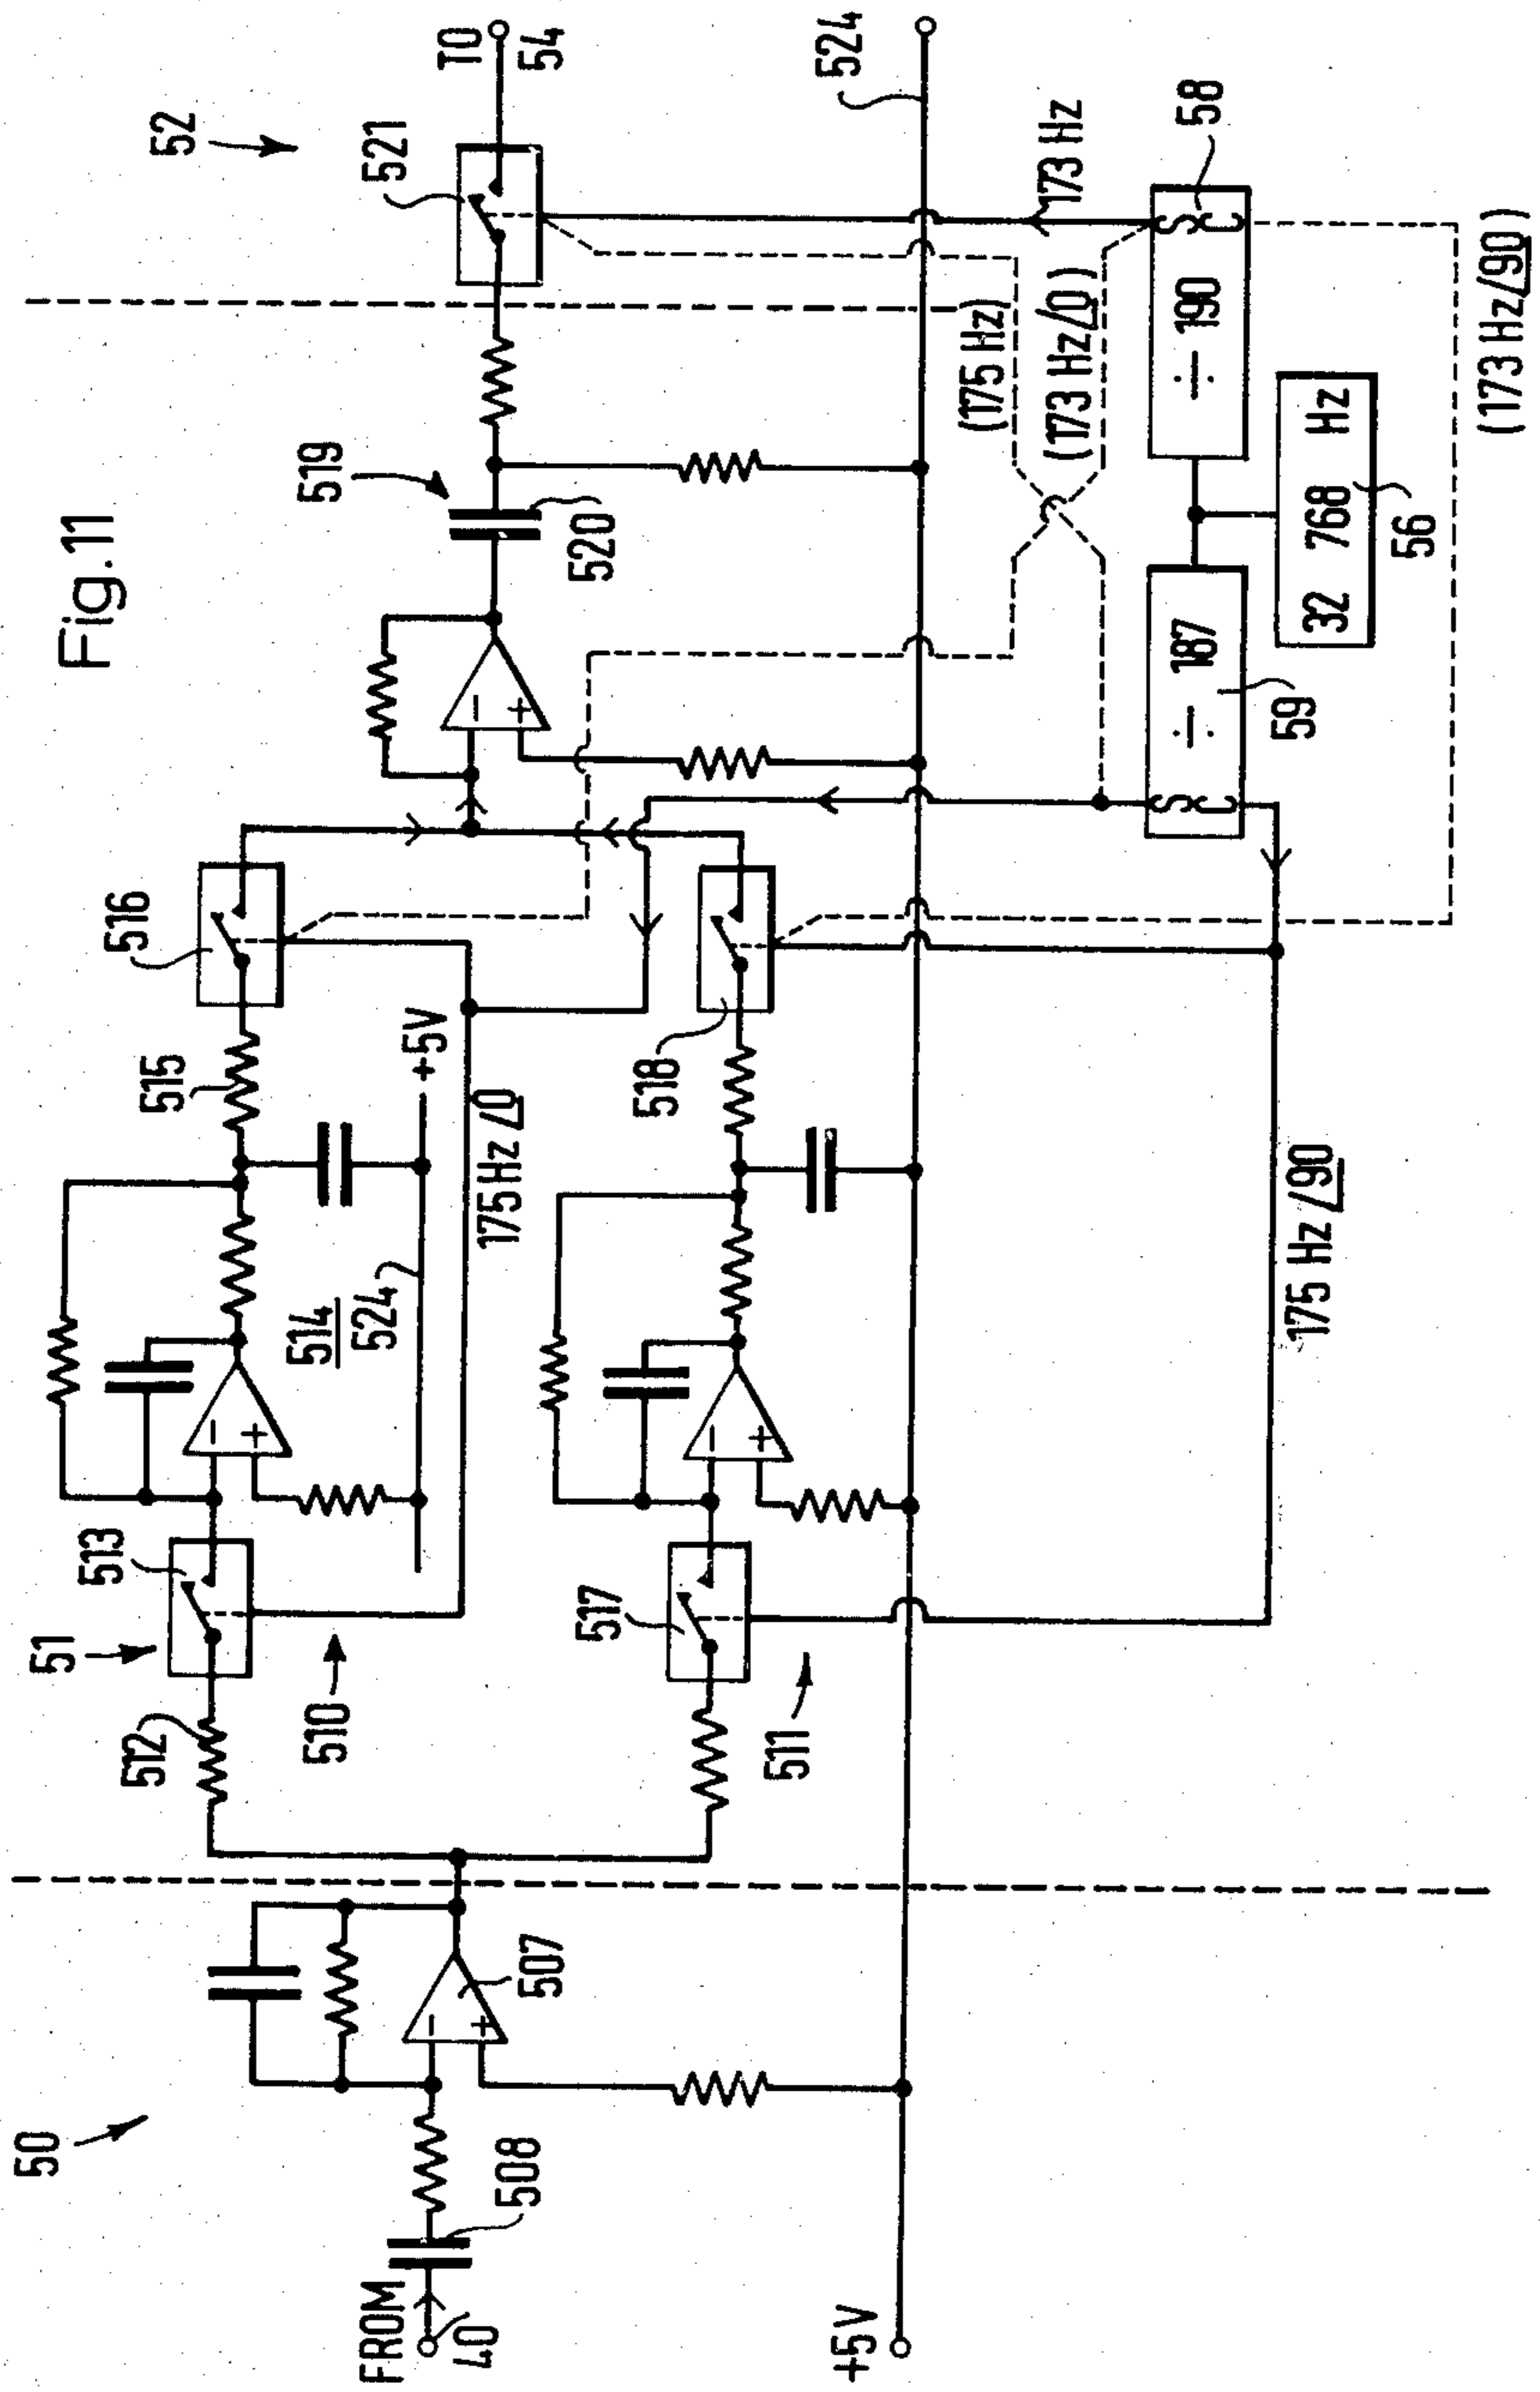 Fig.11
50
FROM
40
508
507
+5V
51
512
513
510
514
524
515
516
+5V
175 Hz /0
511
517
518
175 Hz /90
519
520
52
521
TO
54
524
(175 Hz)
(173 Hz/0)
173 Hz
S
C
÷ 187
59
S
C
÷ 190
58
32 768 Hz
56
(173 Hz/90)
−
+
−
+
−
+
−
+